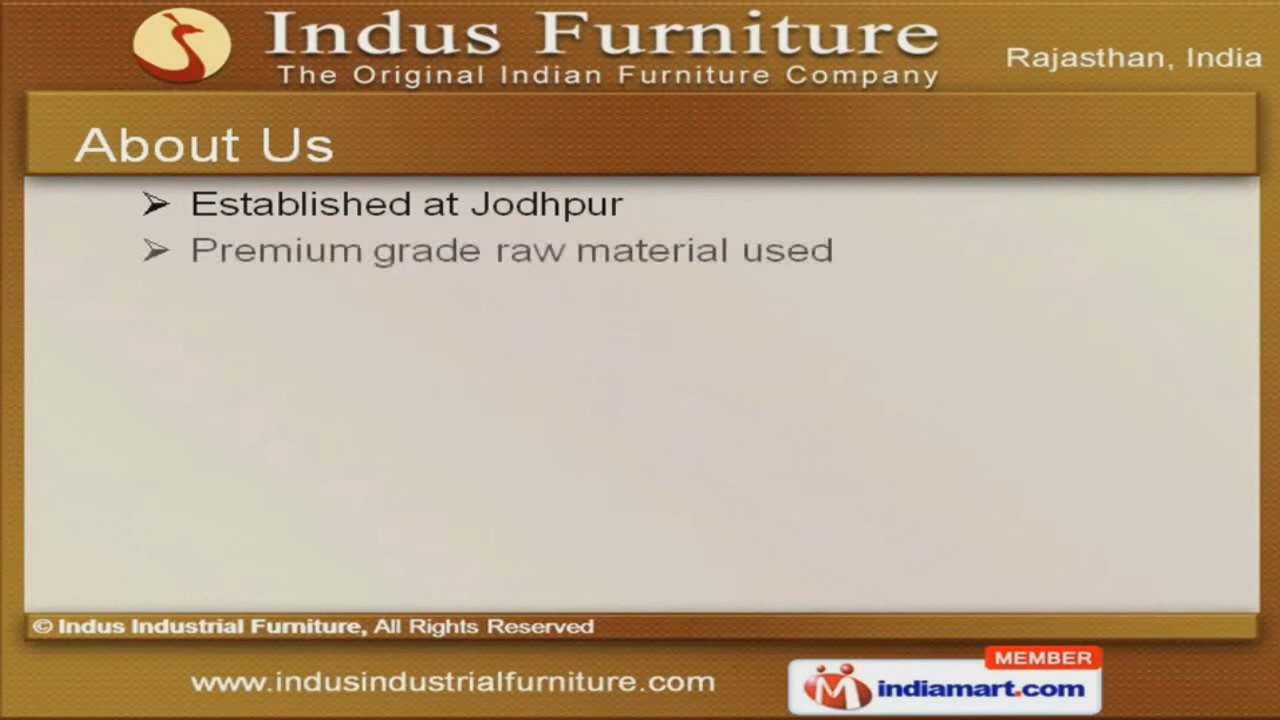 Indus Furniture
The Original Indian Furniture Company
Rajasthan, India
About Us
➢ Established at Jodhpur
➢ Premium grade raw material used
© Indus Industrial Furniture, All Rights Reserved
www.indusindustrialfurniture.com
MEMBER
indiamart.com